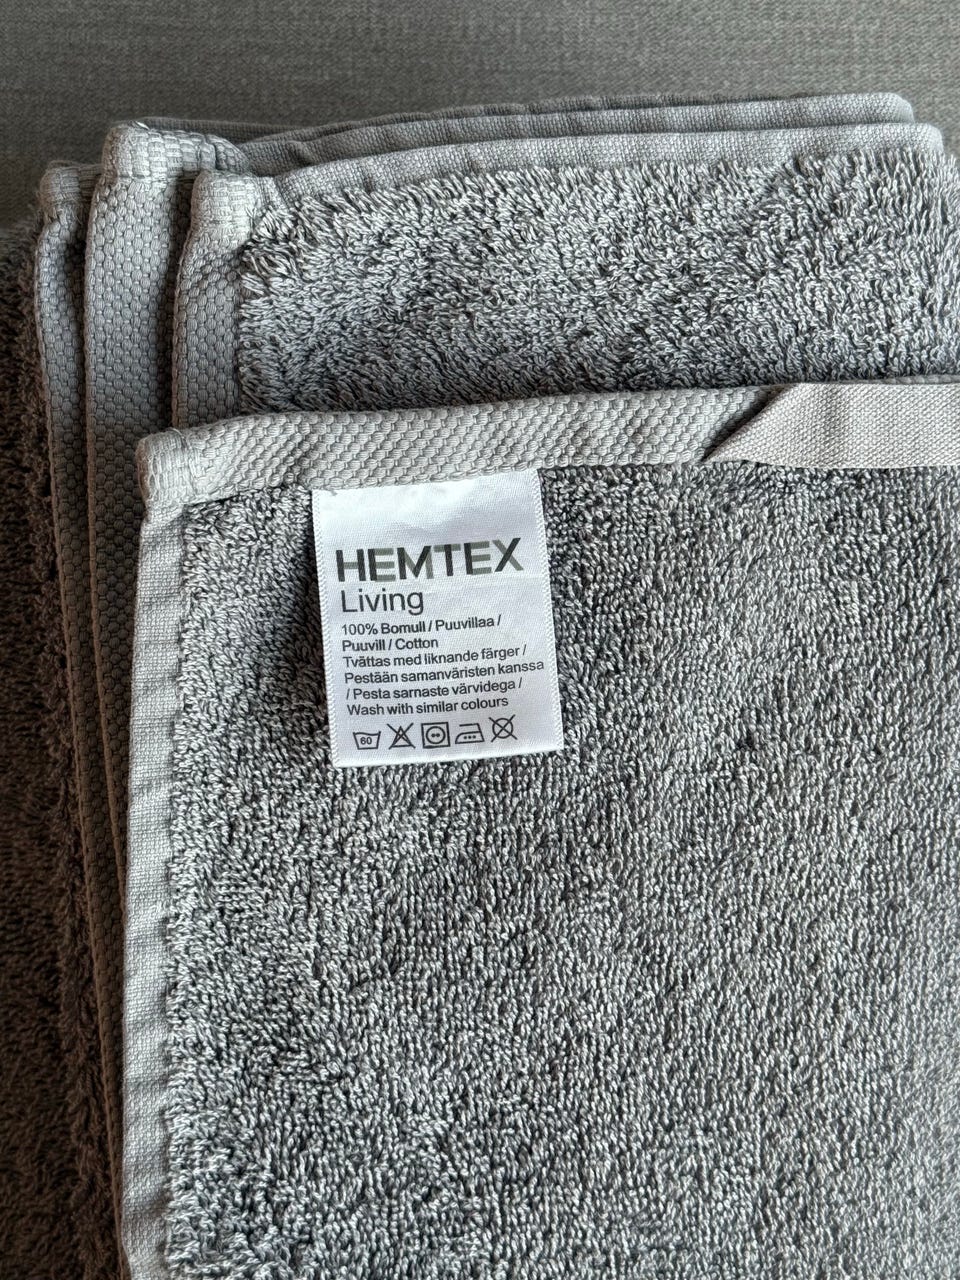 HEMTEX
Living
100% Bomull / Puuvillaa /
Puuvill / Cotton
Tvättas med liknande färger /
Pestään samanväristen kanssa
/ Pesta sarnaste värvidega /
Wash with similar colours
60